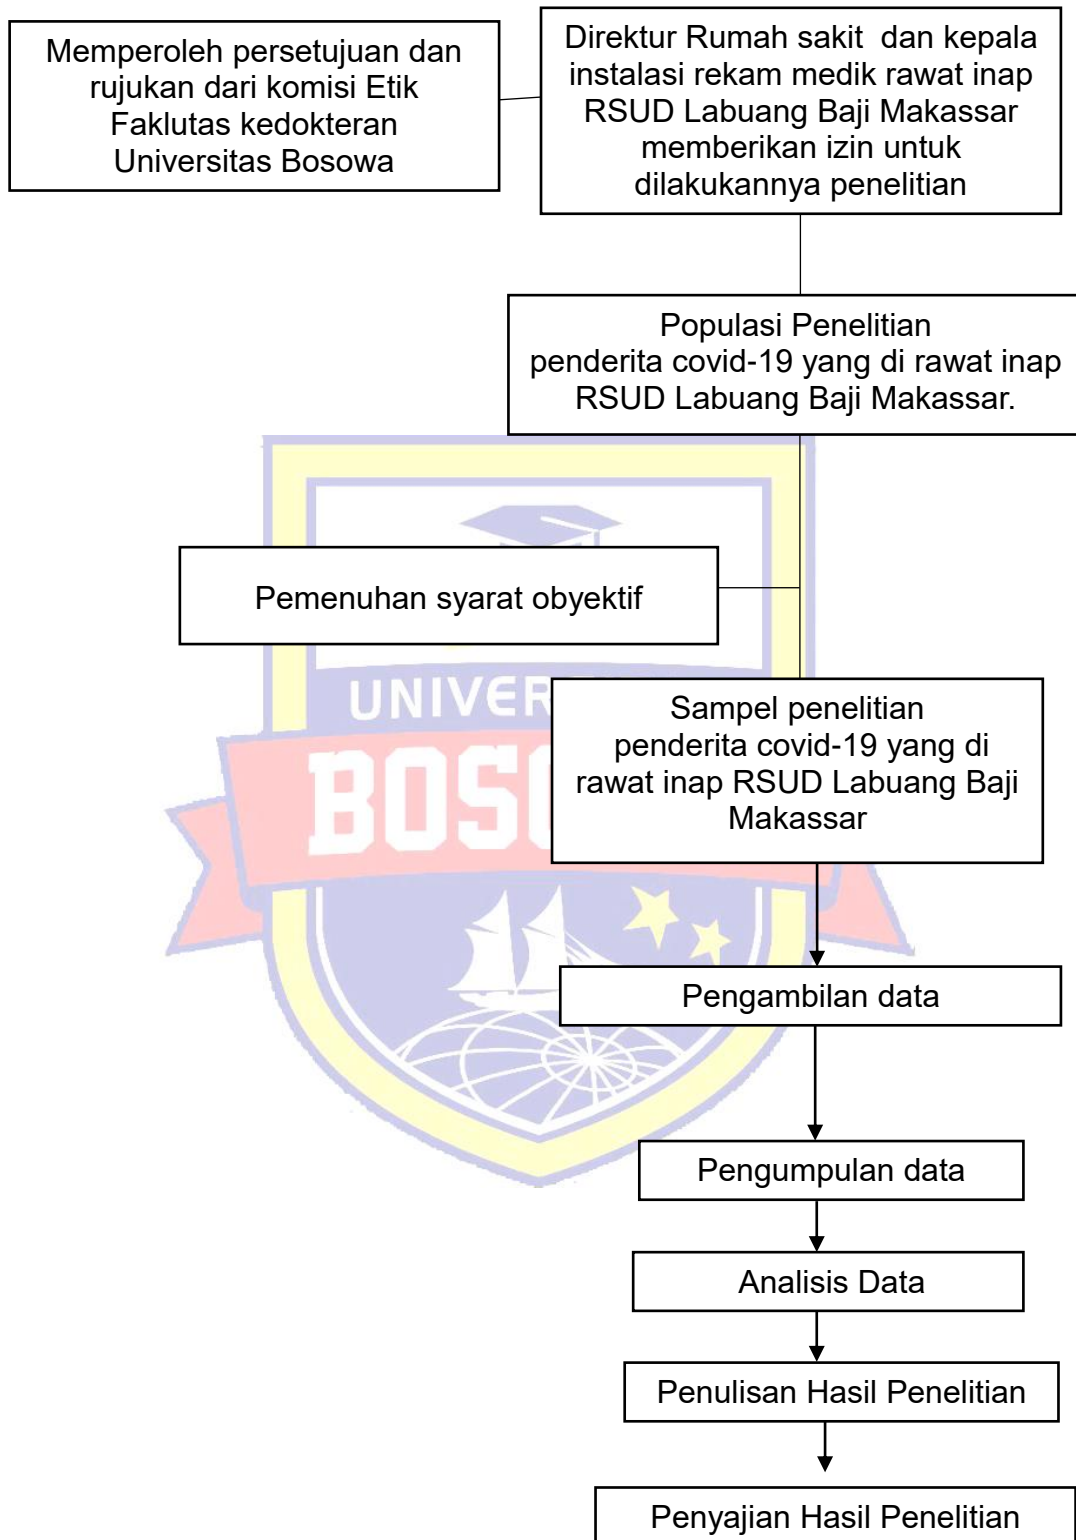 Memperoleh persetujuan dan
rujukan dari komisi Etik
Faklutas kedokteran
Universitas Bosowa
Direktur Rumah sakit dan kepala
instalasi rekam medik rawat inap
RSUD Labuang Baji Makassar
memberikan izin untuk
dilakukannya penelitian
Populasi Penelitian
penderita covid-19 yang di rawat inap
RSUD Labuang Baji Makassar.
Pemenuhan syarat obyektif
UNIVER
Sampel penelitian
penderita covid-19 yang di
rawat inap RSUD Labuang Baji
Makassar
BOSO
Pengambilan data
Pengumpulan data
Analisis Data
Penulisan Hasil Penelitian
Penyajian Hasil Penelitian